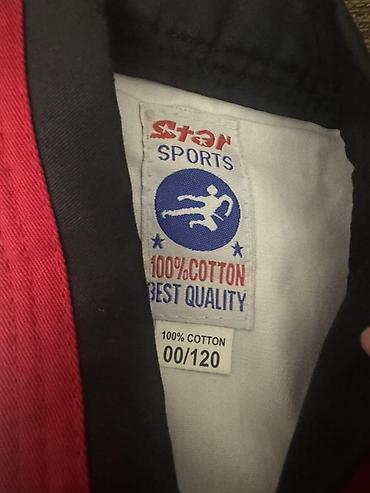 Star
SPORTS
100% COTTON
BEST QUALITY
100% COTTON
00/120